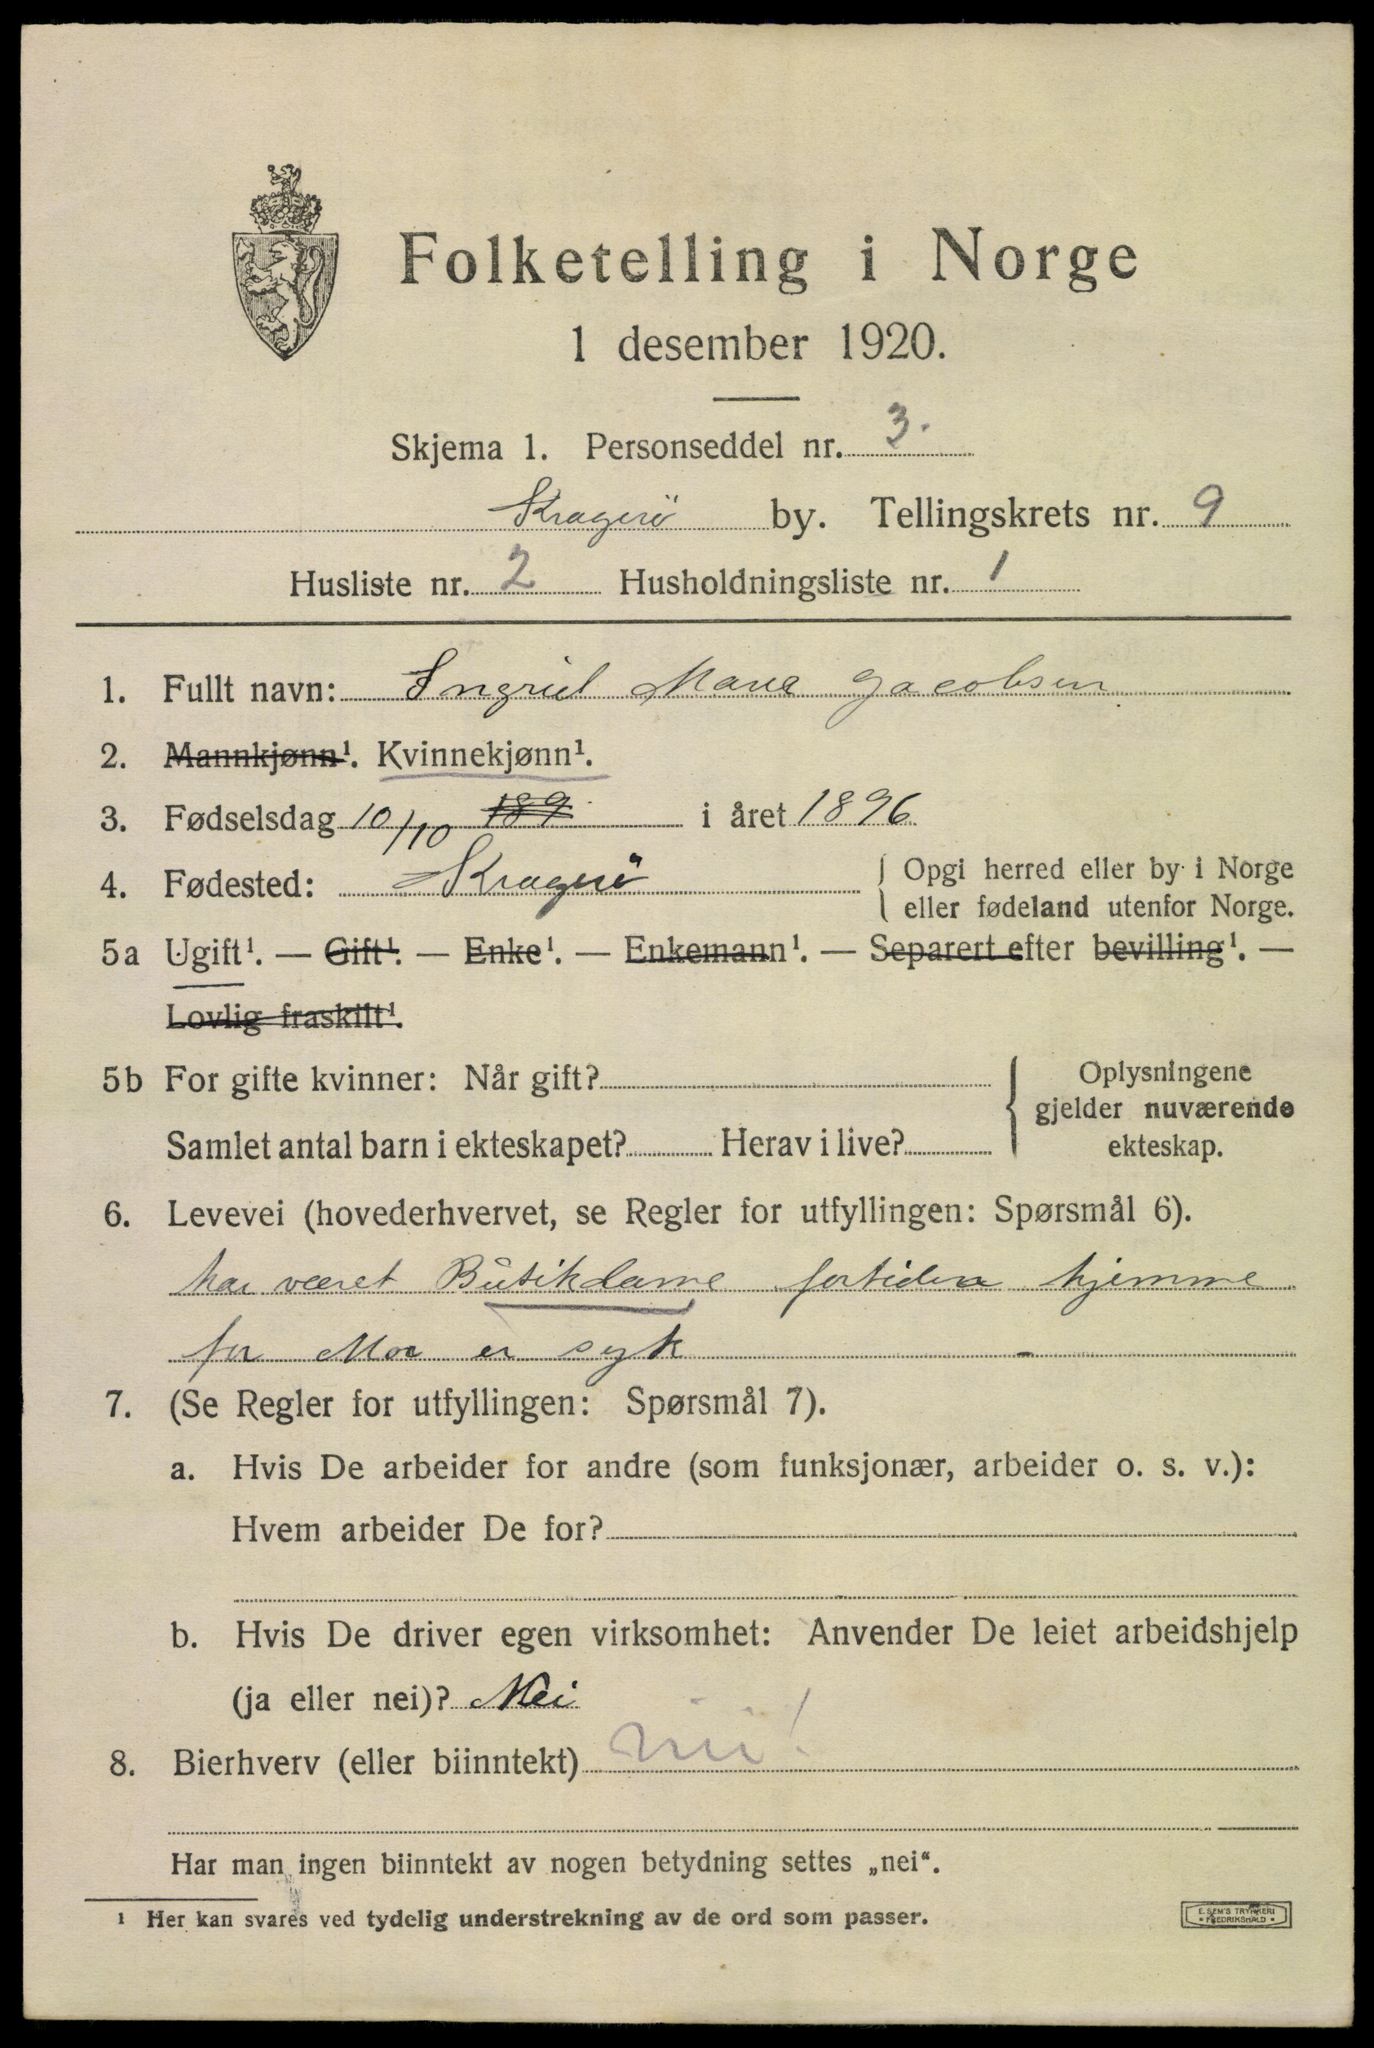 Folketelling i Norge
1 desember 1920.
Skjema 1. Personseddel nr. 3.
Kragerö by. Tellingskrets nr. 9
Husliste nr. 2 Husholdningsliste nr. 1
1. Fullt navn: Ingrid Maria Jacobsen
2. Mannkjønn¹. Kvinnekjønn¹.
3. Fødselsdag 10/10 189 i året 1896
4. Fødested: Kragerö { Opgi herred eller by i Norge
eller fødeland utenfor Norge.
5a Ugift¹. — Gift¹. — Enke¹. — Enkemann¹. — Separert efter bevilling¹. —
Lovlig fraskilt¹.
5b For gifte kvinner: Når gift?
Samlet antal barn i ekteskapet? Herav i live?
{ Oplysningene
gjelder nuværende
ekteskap.
6. Levevei (hovederhvervet, se Regler for utfyllingen: Spørsmål 6).
har været Butikdame fortiden hjemme
for Mor er syk —
7. (Se Regler for utfyllingen: Spørsmål 7).
a. Hvis De arbeider for andre (som funksjonær, arbeider o. s. v.):
Hvem arbeider De for?
b. Hvis De driver egen virksomhet: Anvender De leiet arbeidshjelp
(ja eller nei)? Nei
8. Bierhverv (eller biinntekt) nei!
Har man ingen biinntekt av nogen betydning settes „nei“.
¹ Her kan svares ved tydelig understrekning av de ord som passer.
E. SEM'S TRYKKERI
FREDRIKSHALD